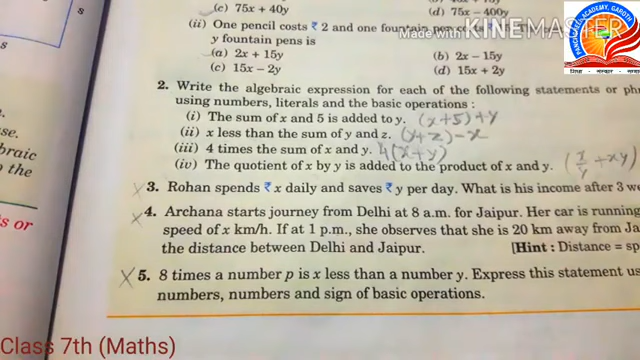 s
(c) 75x + 40y
(d) 75x – 400y
(ii) One pencil costs ₹ 2 and one fountain
y fountain pens is
Made with KINEMASTER
(a) 2x + 15y
(b) 2x – 15y
(c) 15x – 2y
(d) 15x + 2y
2. Write the algebraic expression for each of the following statements or phr
using numbers, literals and the basic operations :
(i) The sum of x and 5 is added to y. (x+5)+y
(ii) x less than the sum of y and z. (y+z)-x
(iii) 4 times the sum of x and y. 4(x+y)
(iv) The quotient of x by y is added to the product of x and y. (x/y + xy)
3. Rohan spends ₹ x daily and saves ₹ y per day. What is his income after 3 we
4. Archana starts journey from Delhi at 8 a.m. for Jaipur. Her car is running
speed of x km/h. If at 1 p.m., she observes that she is 20 km away from Ja
the distance between Delhi and Jaipur. [Hint : Distance = sp
5. 8 times a number p is x less than a number y. Express this statement us
numbers, numbers and sign of basic operations.
se.
braic
o the
ts or
Class 7th (Maths)
PANCHVATI ACADEMY, GAROTH
शिक्षा - संस्कार - समाज